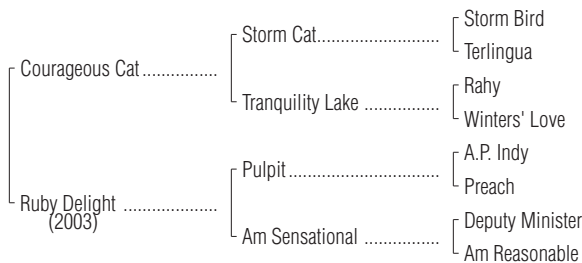 Storm Bird
Storm Cat..........................
Terlingua
Courageous Cat ................
Rahy
Tranquility Lake ................
Winters' Love
A.P. Indy
Pulpit................................
Preach
Ruby Delight ....................
(2003)
Deputy Minister
Am Sensational ................
Am Reasonable